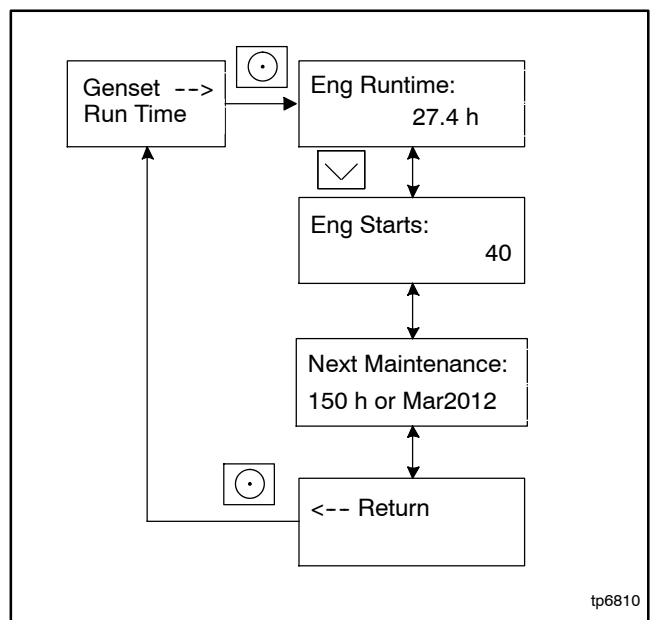 Genset -->
Run Time
Eng Runtime:
27.4 h
Eng Starts:
40
Next Maintenance:
150 h or Mar2012
<-- Return
tp6810